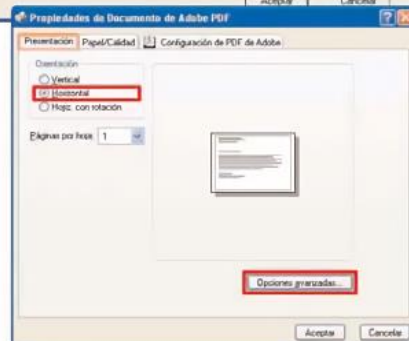 Aceptar Cancelar
Propiedades de Documento de Adobe PDF
Presentación Papel/Calidad Configuración de PDF de Adobe
Orientación
Vertical
Horizontal
Horiz. con rotación
Páginas por hoja: 1
Opciones avanzadas...
Aceptar Cancelar